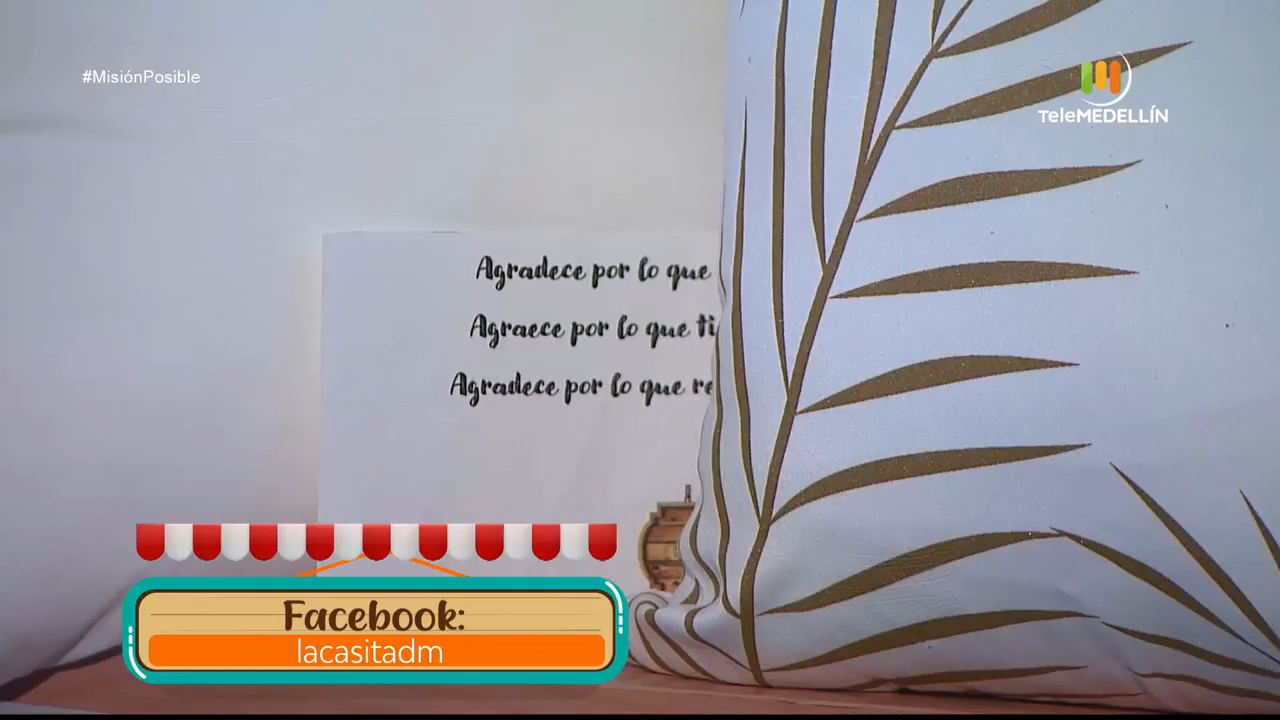 #MisiónPosible
TeleMEDELLÍN
Agradece por lo que
Agraece por lo que ti
Agradece por lo que re
Facebook:
lacasitadm